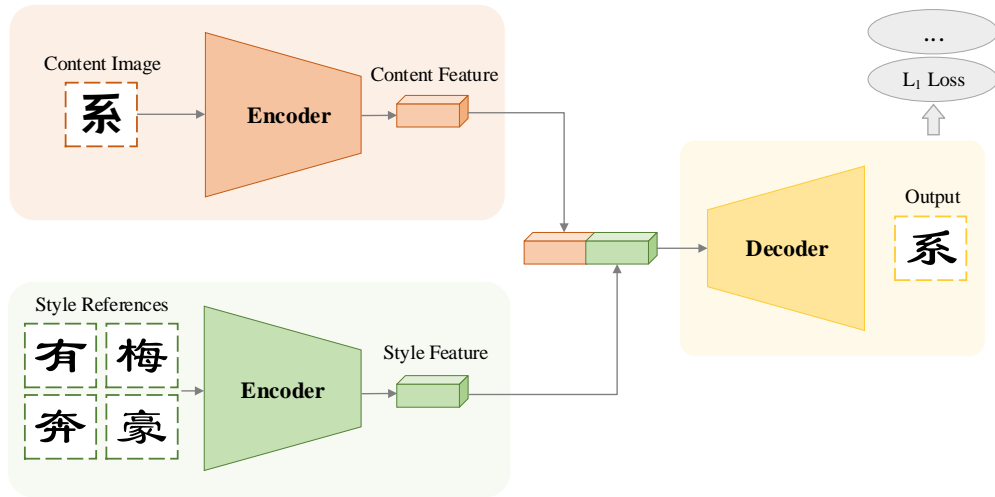 Content Image
系
Encoder
Content Feature
Style References
有 梅
奔 豪
Encoder
Style Feature
Decoder
Output
系
L₁ Loss
...